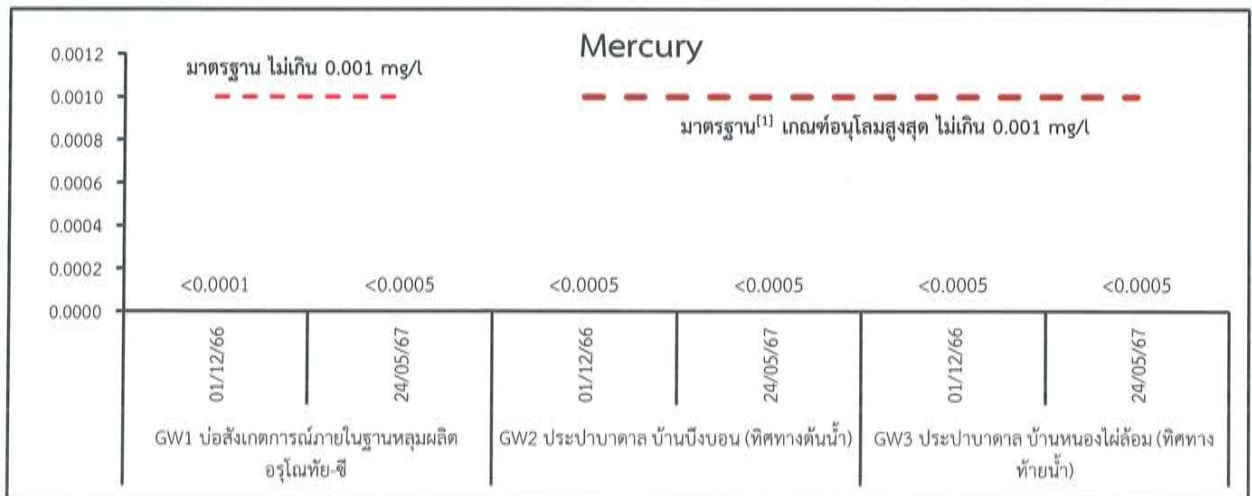 Mercury
0.0012
0.0010
0.0008
0.0006
0.0004
0.0002
0.0000
มาตรฐาน ไม่เกิน 0.001 mg/l
มาตรฐาน[1] เกณฑ์อนุโลมสูงสุด ไม่เกิน 0.001 mg/l
<0.0001 <0.0005 <0.0005 <0.0005 <0.0005 <0.0005
01/12/66 24/05/67 01/12/66 24/05/67 01/12/66 24/05/67
GW1 บ่อสังเกตการณ์ภายในฐานหลุมผลิต
อรุโณทัย-ซี
GW2 ประปาบาดาล บ้านบึงบอน (ทิศทางต้นน้ำ)
GW3 ประปาบาดาล บ้านหนองไผ่ล้อม (ทิศทาง
ท้ายน้ำ)